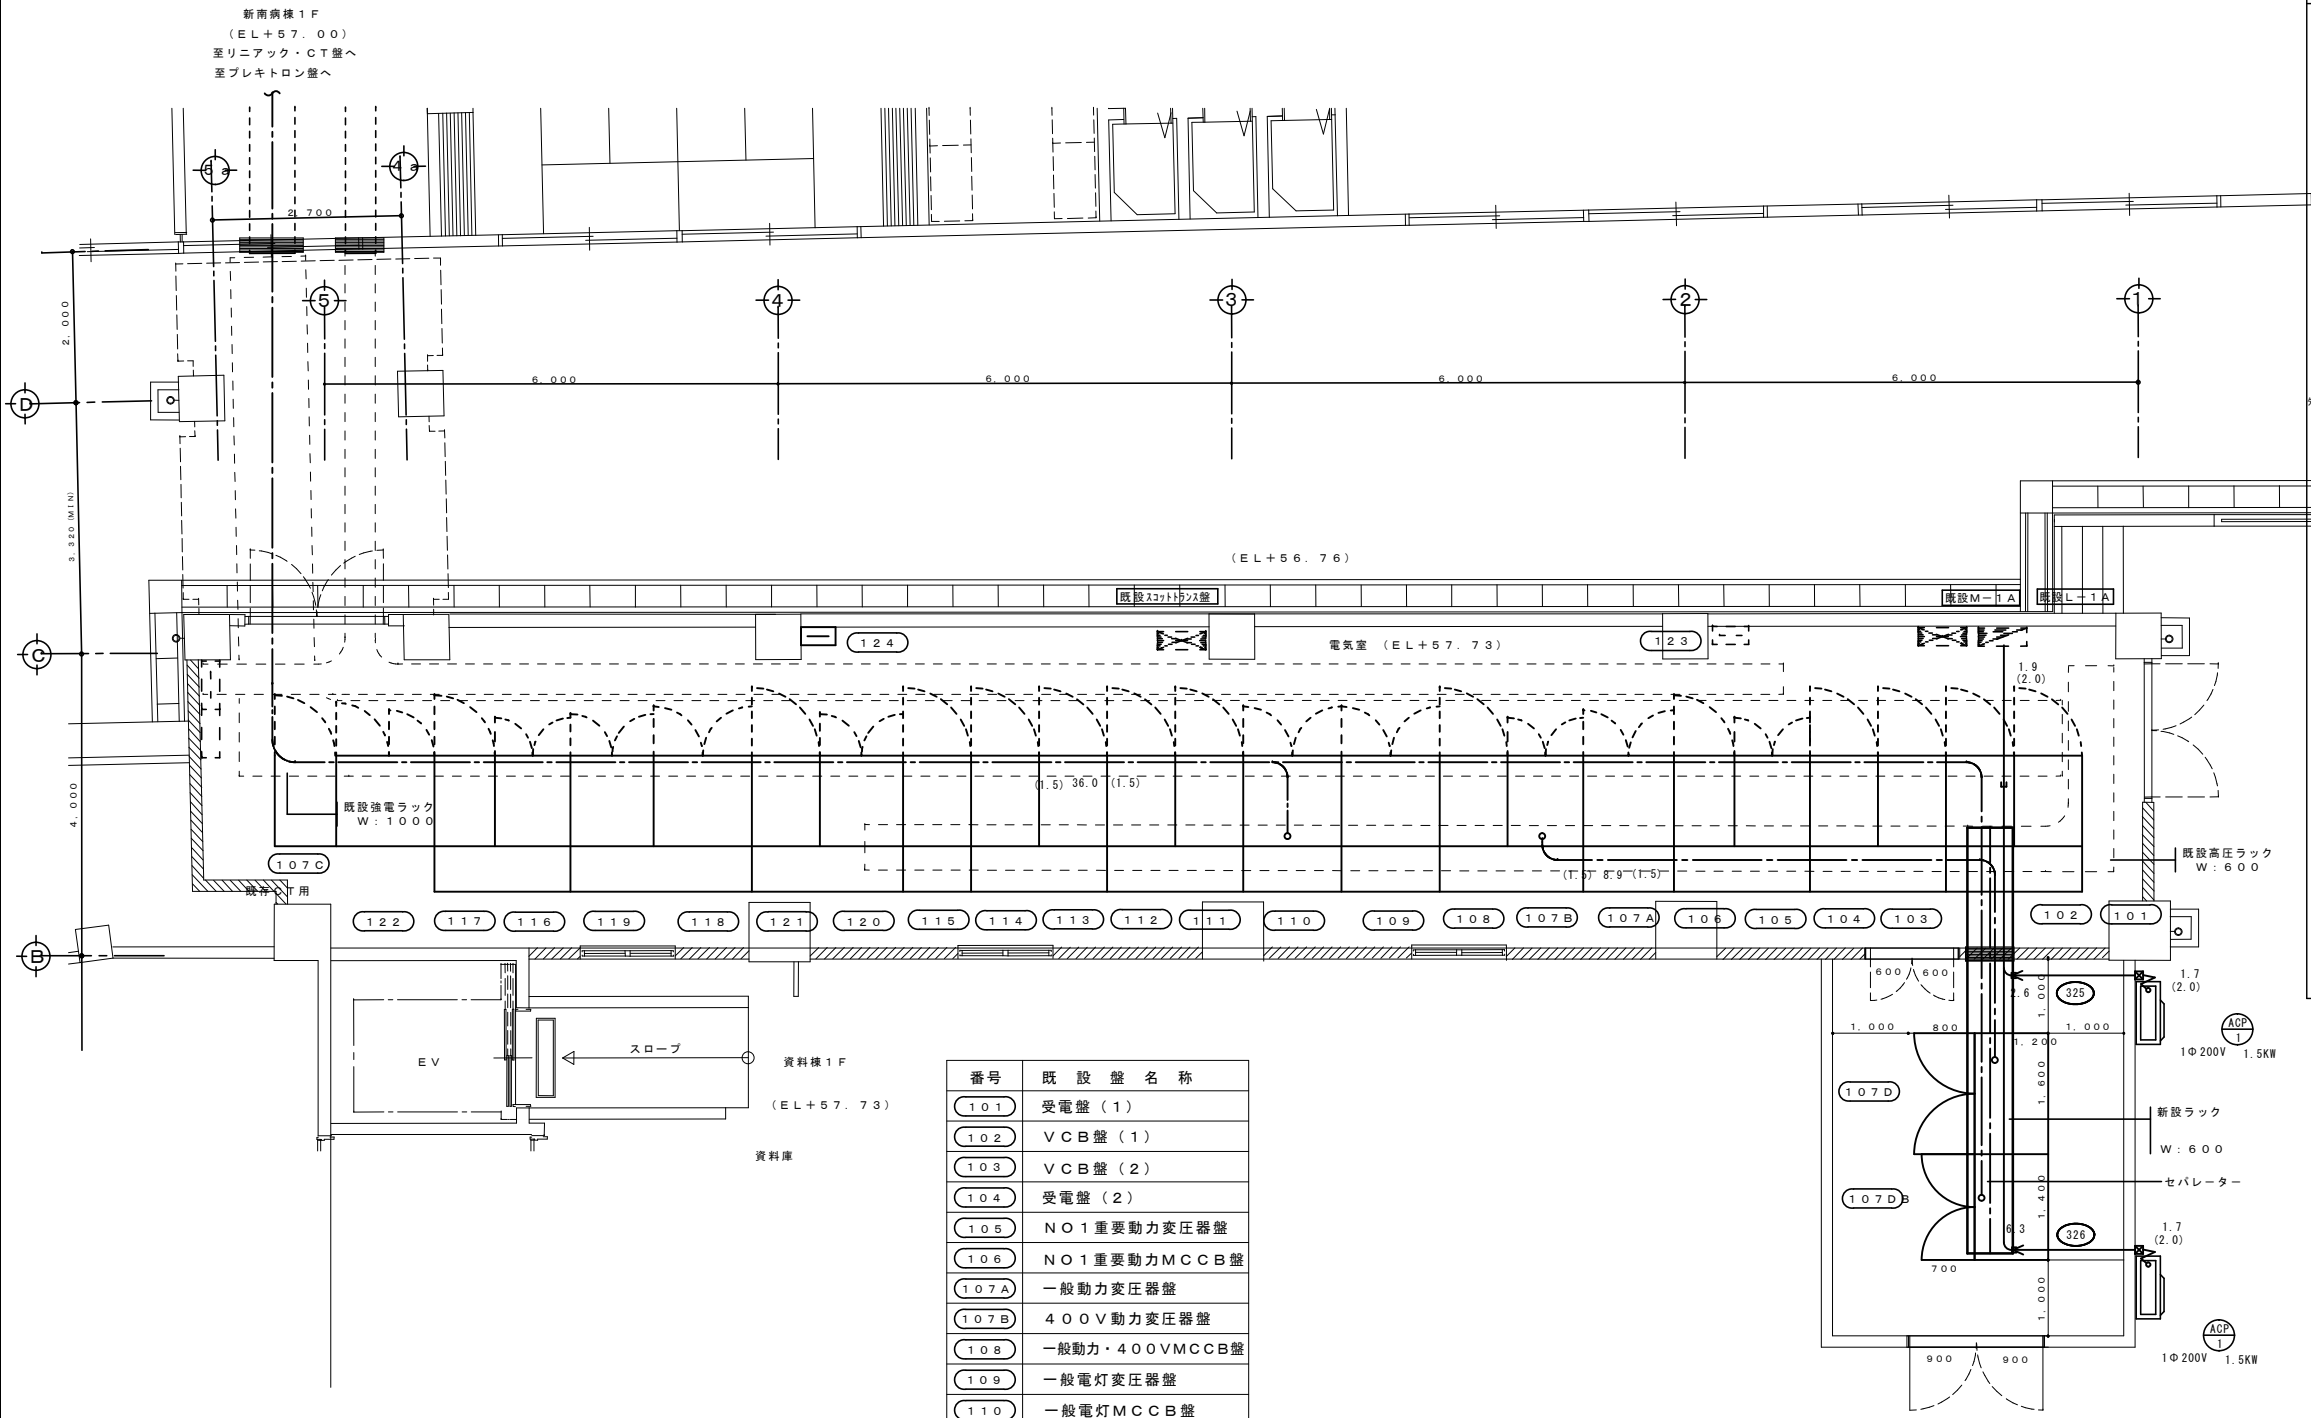 新南病棟1F
(EL+57.00)
至リニアック・CT盤へ
至プレキトロン盤へ
5a
4a
2,700
2,000
5
4
3
2
1
6,000
6,000
6,000
6,000
D
3,320(MIN)
(EL+56.76)
既設スコットトランス盤
既設M-1A
既設L-1A
C
124
電気室 (EL+57.73)
123
1.9
(2.0)
4,000
(1.5) 36.0 (1.5)
既設強電ラック
W:1000
107C
既存CT用
(1.5) 8.9 (1.5)
既設高圧ラック
W:600
122
117
116
119
118
121
120
115
114
113
112
111
110
109
108
107B
107A
106
105
104
103
102
101
B
600
600
2.6
1,000
325
1.7
(2.0)
ACP
1
1Φ200V 1.5KW
1,000
800
1,200
1,000
EV
スロープ
資料棟1F
(EL+57.73)
資料庫
107D
1,600
新設ラック
W:600
セパレーター
107DB
1,400
6.3
326
1.7
(2.0)
700
1,000
ACP
1
1Φ200V 1.5KW
900
900
番号 既設盤名称
101 受電盤(1)
102 VCB盤(1)
103 VCB盤(2)
104 受電盤(2)
105 NO1重要動力変圧器盤
106 NO1重要動力MCCB盤
107A 一般動力変圧器盤
107B 400V動力変圧器盤
108 一般動力・400VMCCB盤
109 一般電灯変圧器盤
110 一般電灯MCCB盤